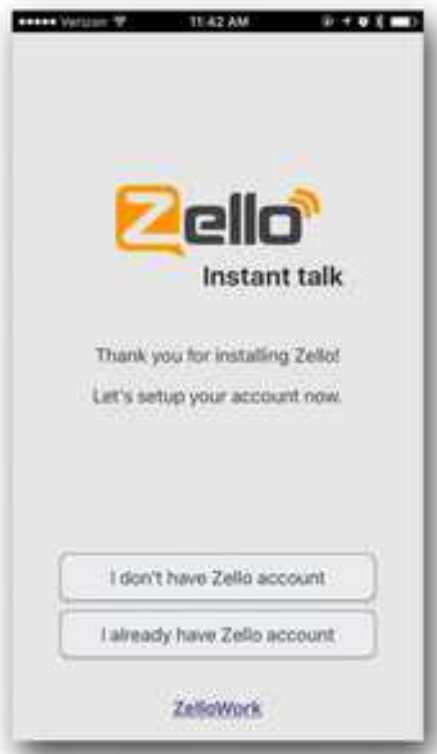 Verizon 11:42 AM
Zello
Instant talk
Thank you for installing Zello!
Let's setup your account now.
I don't have Zello account
I already have Zello account
ZelloWork